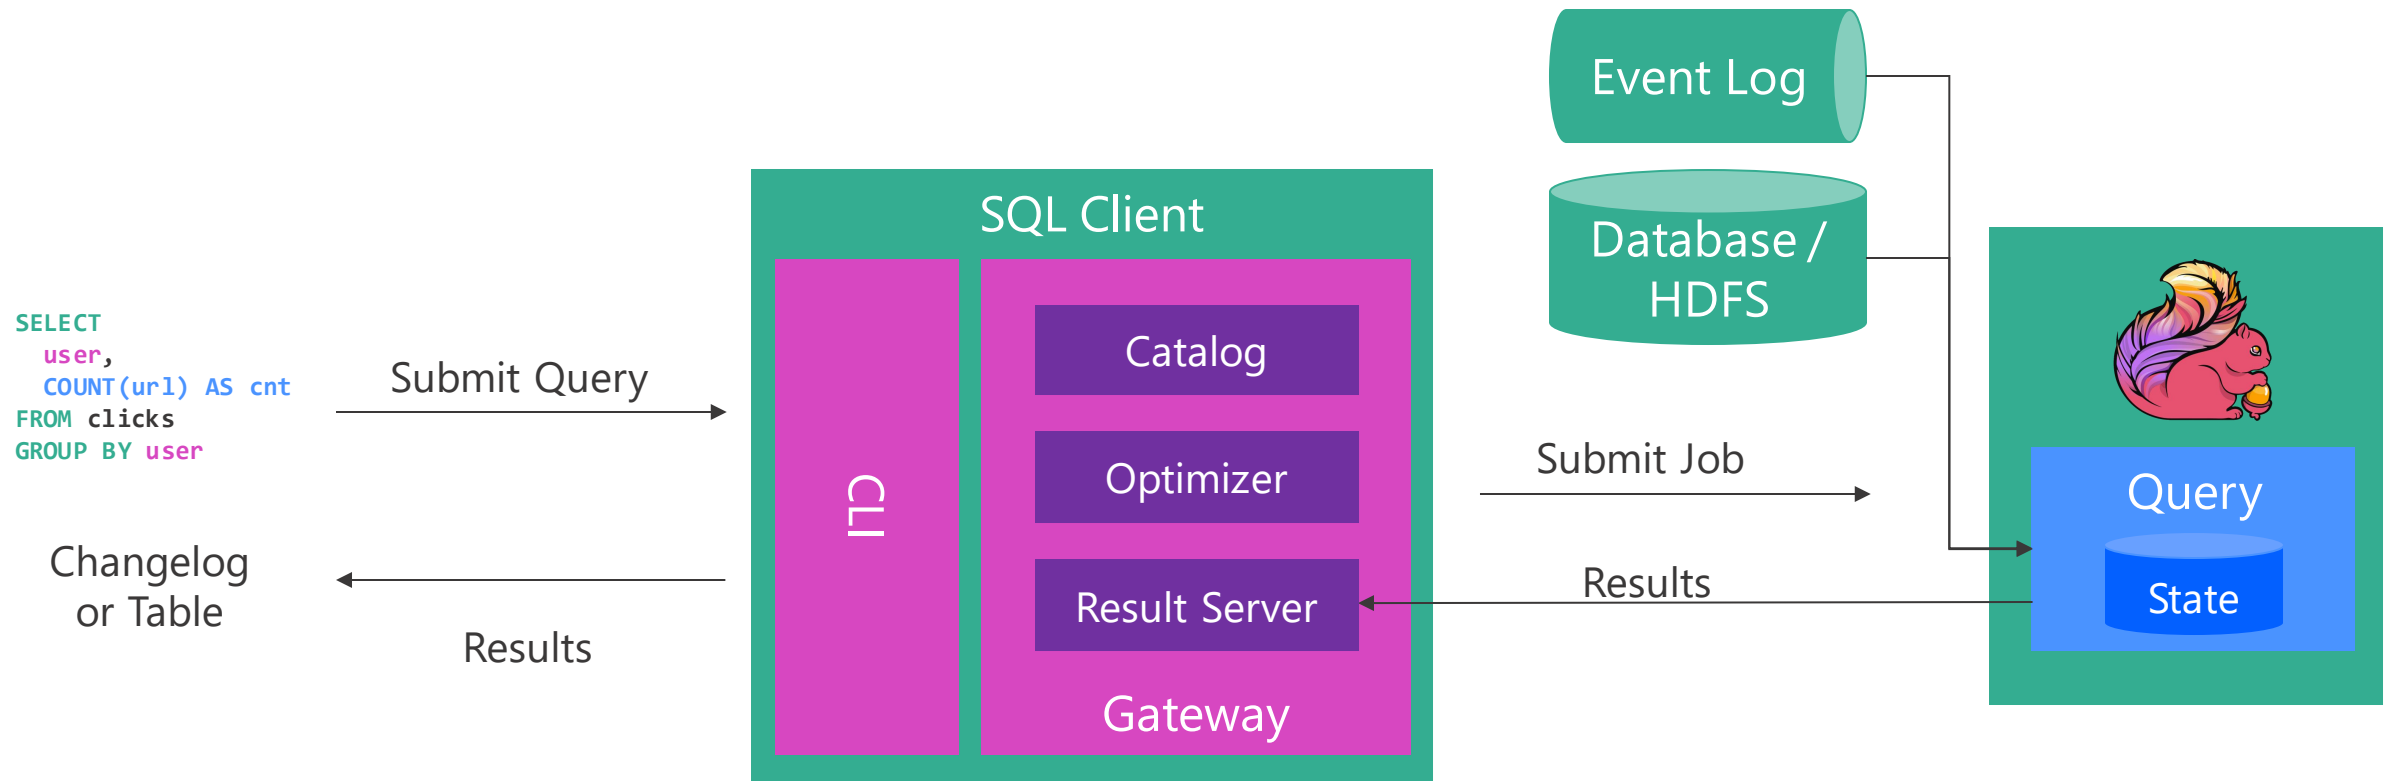 SELECT
user,
COUNT(url) AS cnt
FROM clicks
GROUP BY user
Submit Query
Changelog
or Table
Results
SQL Client
CLI
Catalog
Optimizer
Result Server
Gateway
Event Log
Database /
HDFS
Submit Job
Results
Query
State